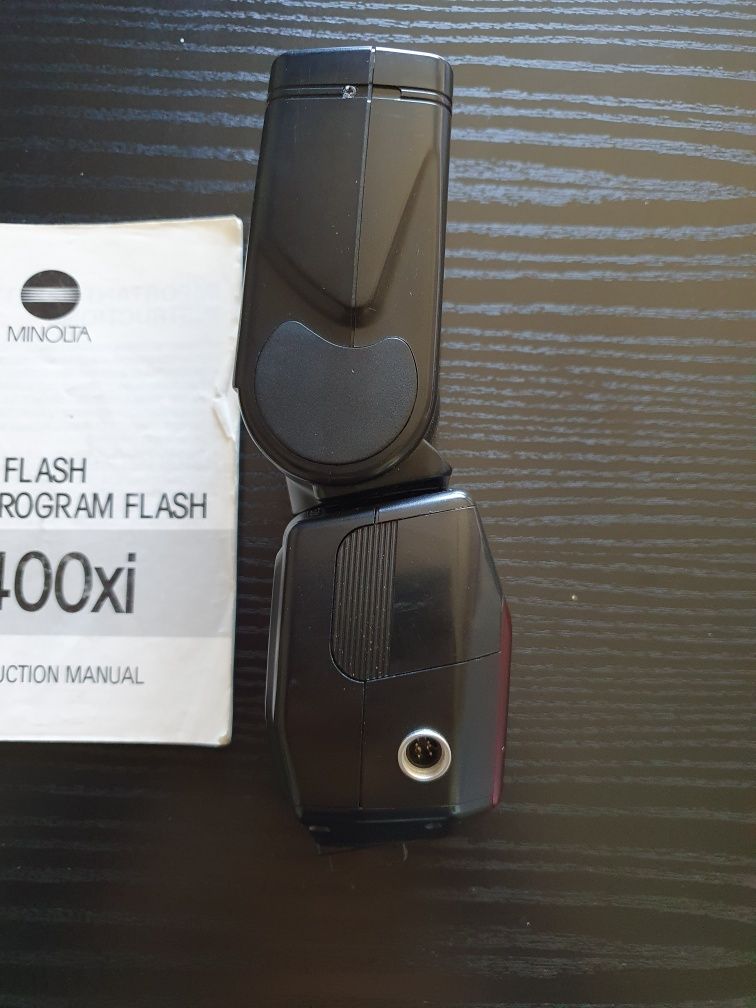 MINOLTA
FLASH
ROGRAM FLASH
400xi
UCTION MANUAL